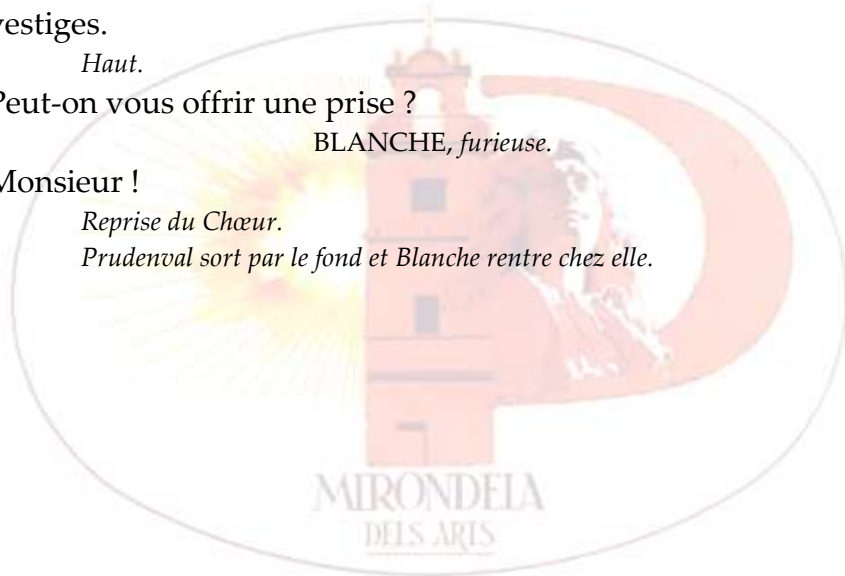 vestiges.
Haut.
Peut-on vous offrir une prise ?
BLANCHE, furieuse.
Monsieur !
Reprise du Chœur.
Prudenval sort par le fond et Blanche rentre chez elle.
MIRONDELA
DELS ARTS